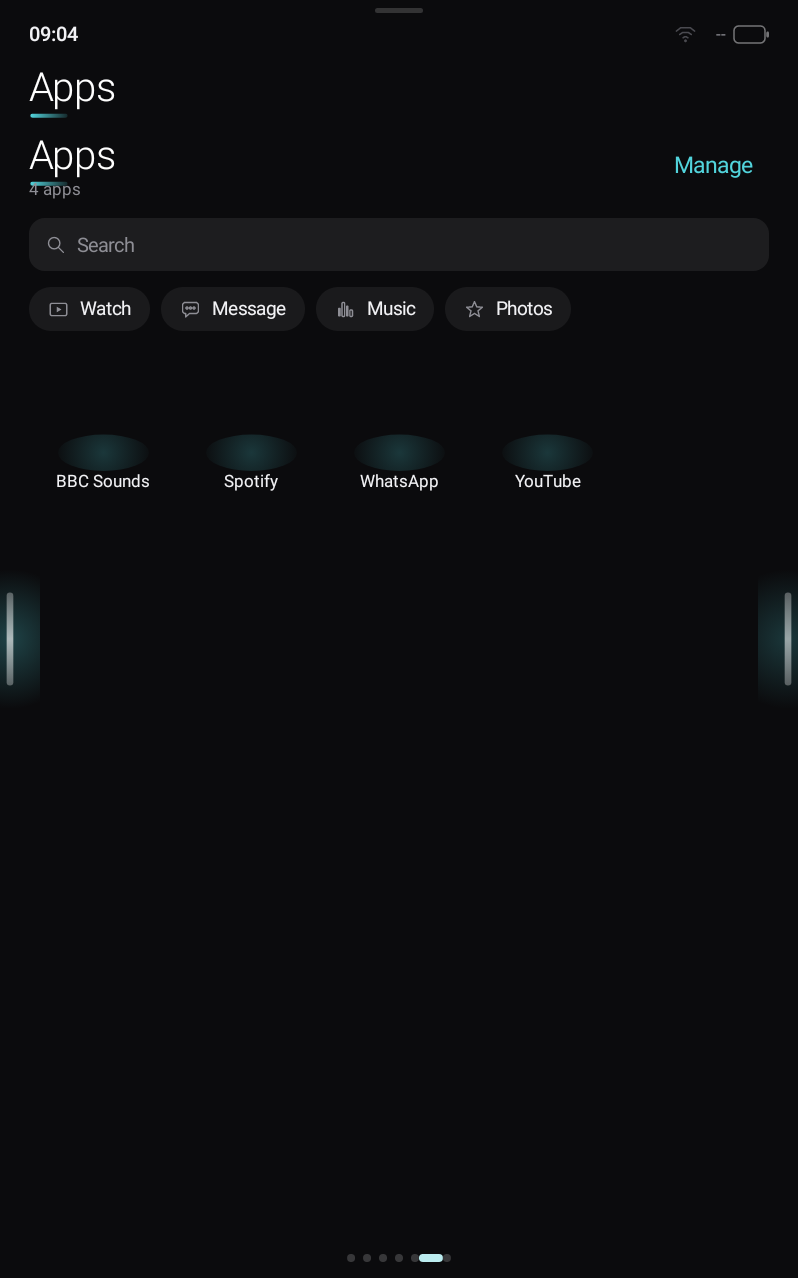 09:04
--
Apps
Apps
Manage
4 apps
Search
Watch
Message
Music
Photos
BBC Sounds
Spotify
WhatsApp
YouTube